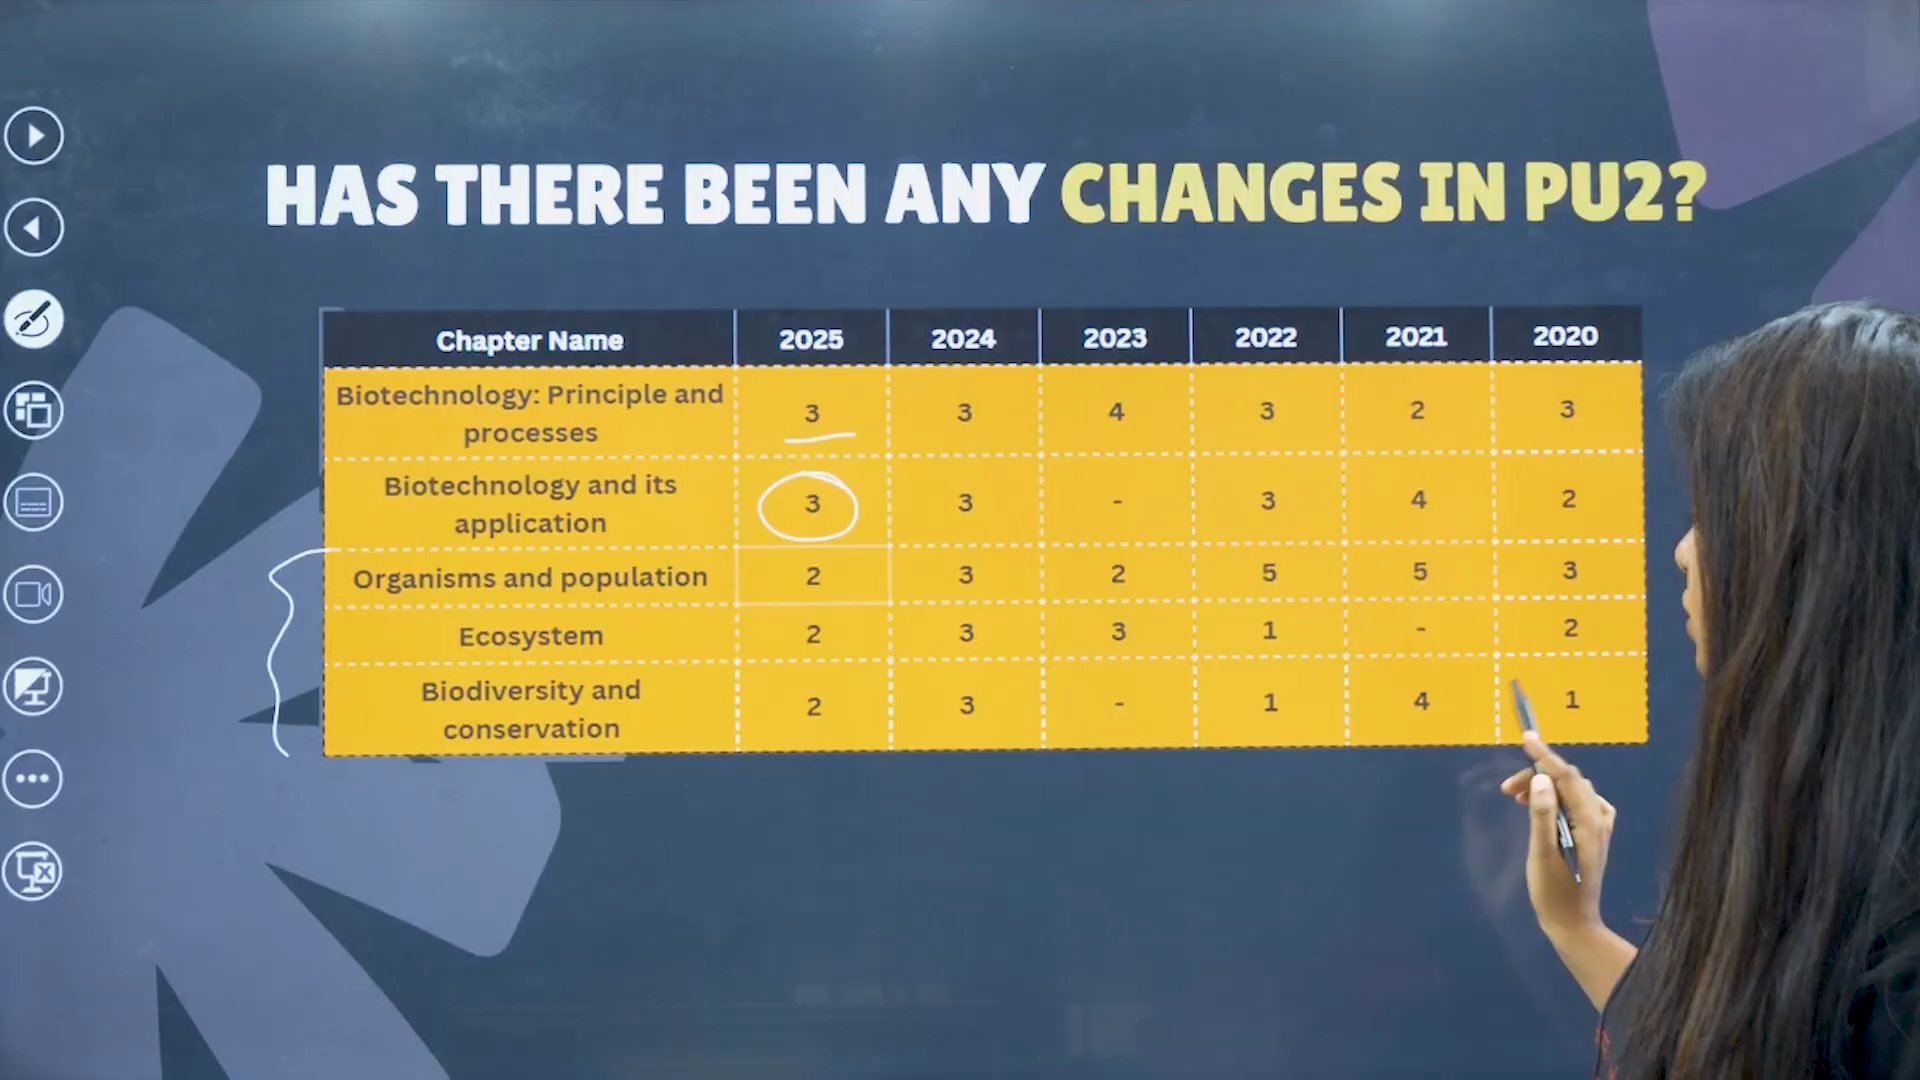 HAS THERE BEEN ANY CHANGES IN PU2?
Chapter Name 2025 2024 2023 2022 2021 2020
Biotechnology: Principle and
processes 3 3 4 3 2 3
Biotechnology and its
application 3 3 - 3 4 2
Organisms and population 2 3 2 5 5 3
Ecosystem 2 3 3 1 - 2
Biodiversity and
conservation 2 3 - 1 4 1